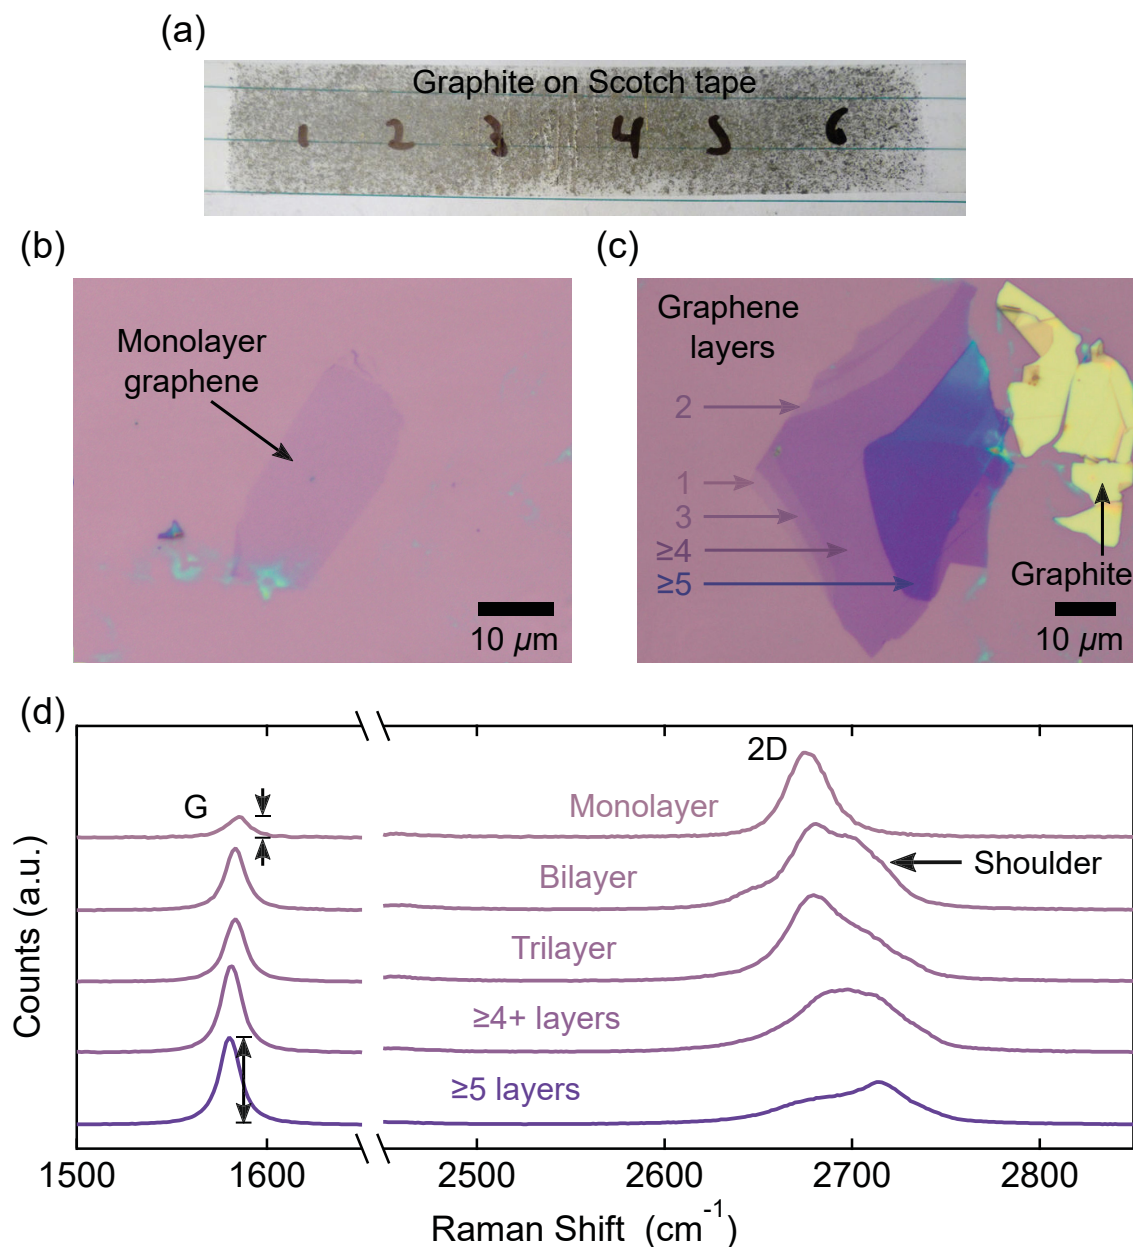 (a)
Graphite on Scotch tape
1 2 3 4 5 6
(b)
Monolayer
graphene
10 µm
(c)
Graphene
layers
2
1
3
≥4
≥5
Graphite
10 µm
(d)
G
2D
Monolayer
Shoulder
Bilayer
Trilayer
≥4+ layers
≥5 layers
Counts (a.u.)
1500 1600 2500 2600 2700 2800
Raman Shift (cm⁻¹)